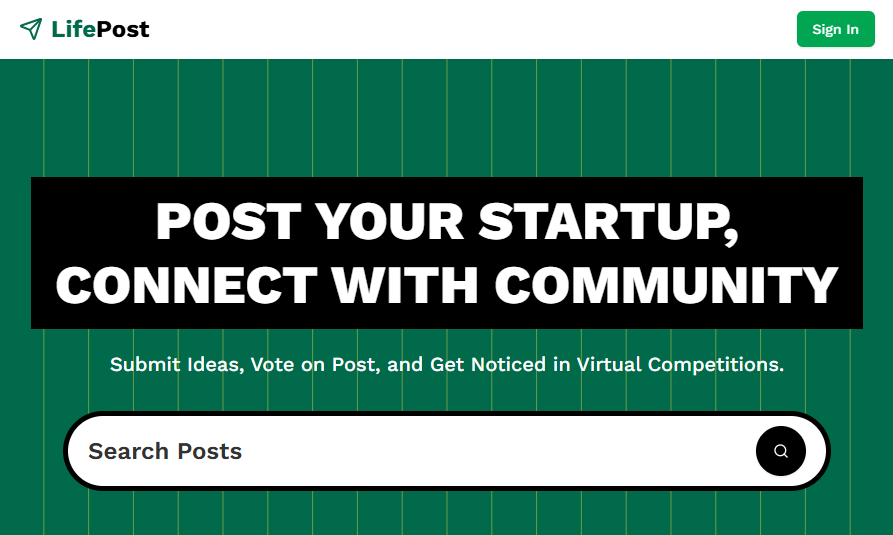 LifePost
Sign In
POST YOUR STARTUP,
CONNECT WITH COMMUNITY
Submit Ideas, Vote on Post, and Get Noticed in Virtual Competitions.
Search Posts